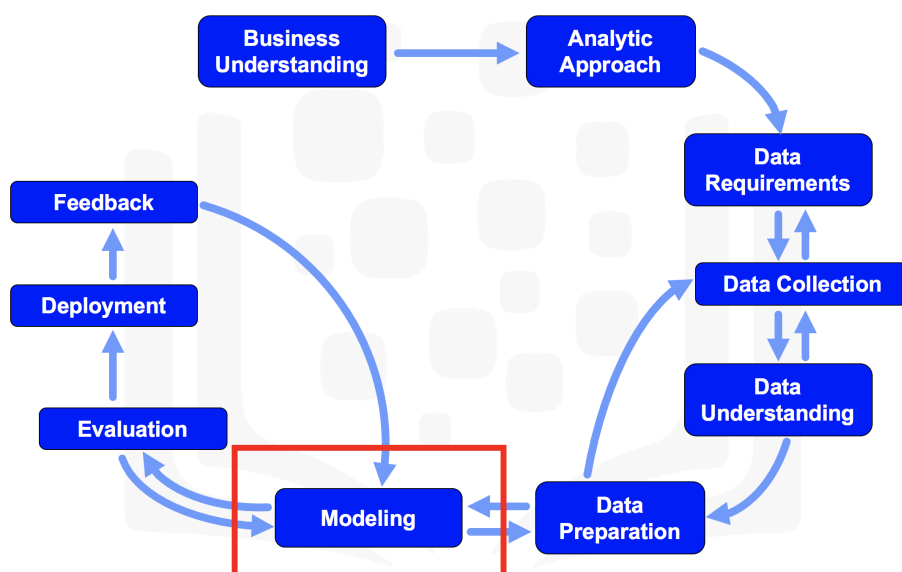 Business
Understanding
Analytic
Approach
Data
Requirements
Feedback
Data Collection
Deployment
Data
Understanding
Evaluation
Modeling
Data
Preparation